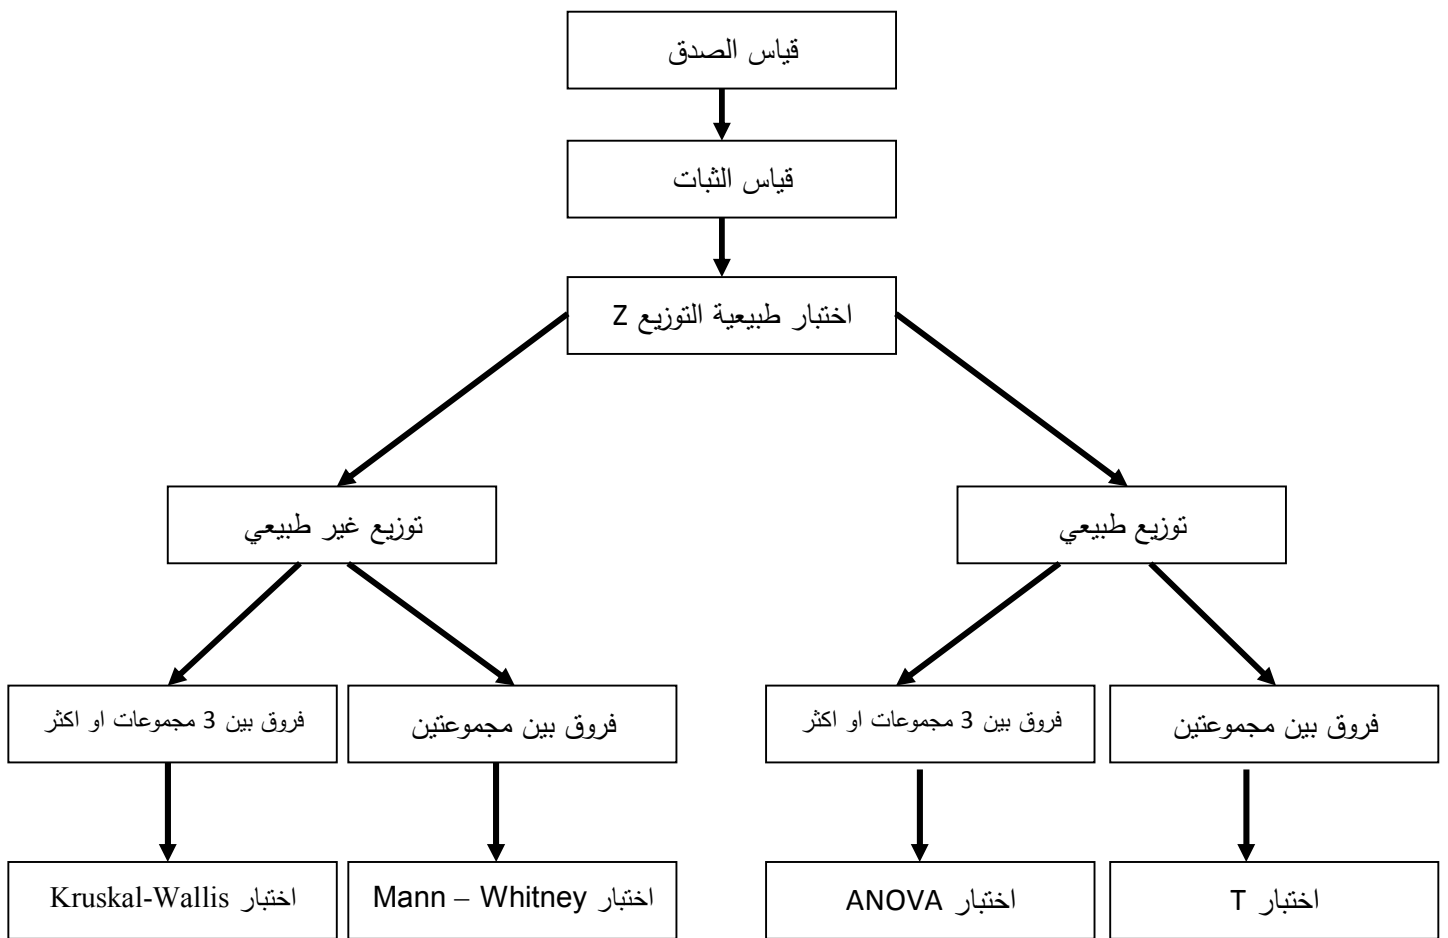 قياس الصدق
قياس الثبات
اختبار طبيعية التوزيع Z
توزيع طبيعي
توزيع غير طبيعي
فروق بين مجموعتين
فروق بين 3 مجموعات او اكثر
فروق بين مجموعتين
فروق بين 3 مجموعات او اكثر
اختبار T
اختبار ANOVA
اختبار Mann – Whitney
اختبار Kruskal-Wallis